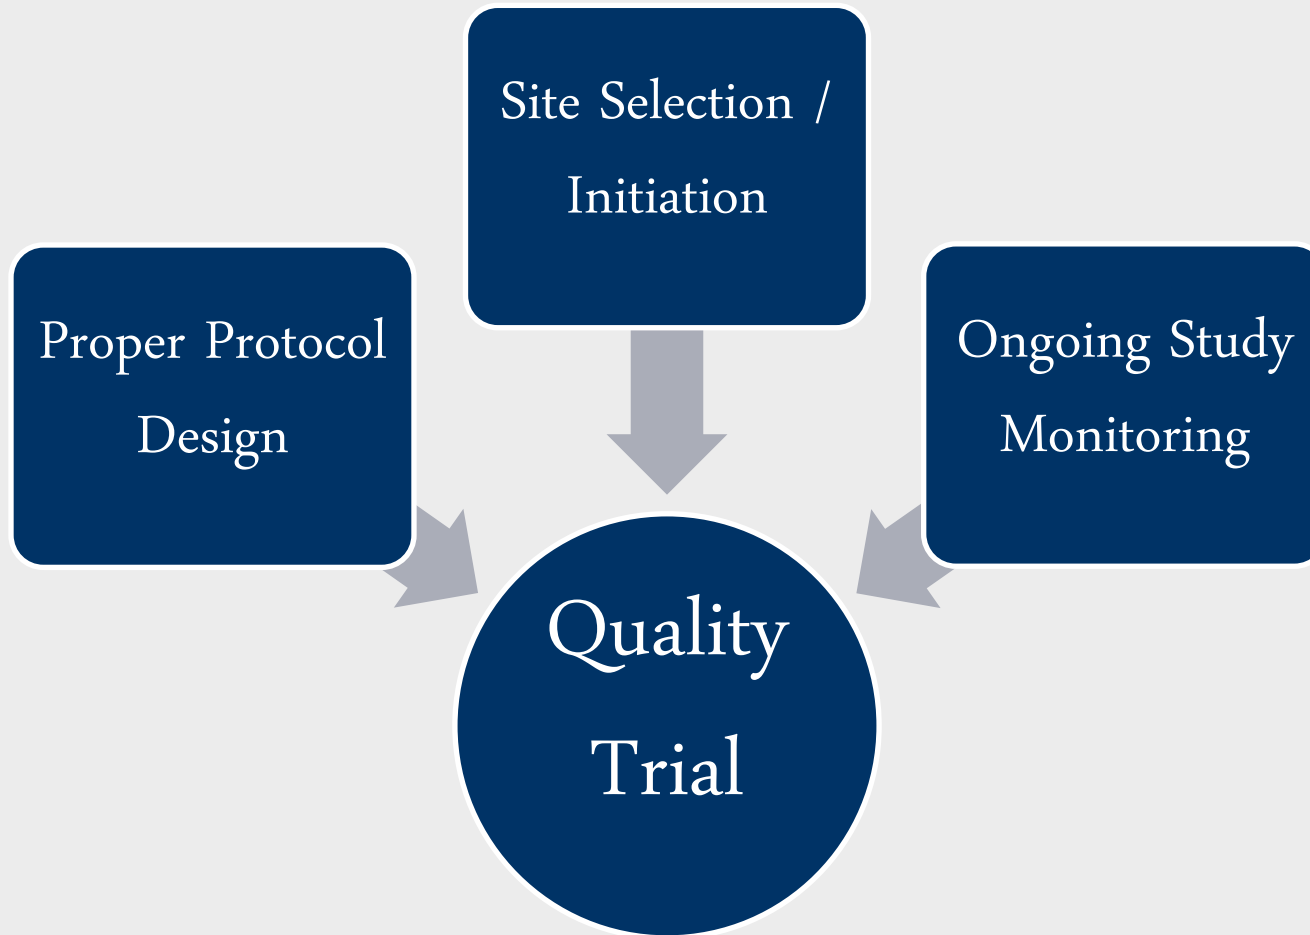 Site Selection /
Initiation
Proper Protocol
Design
Ongoing Study
Monitoring
Quality
Trial